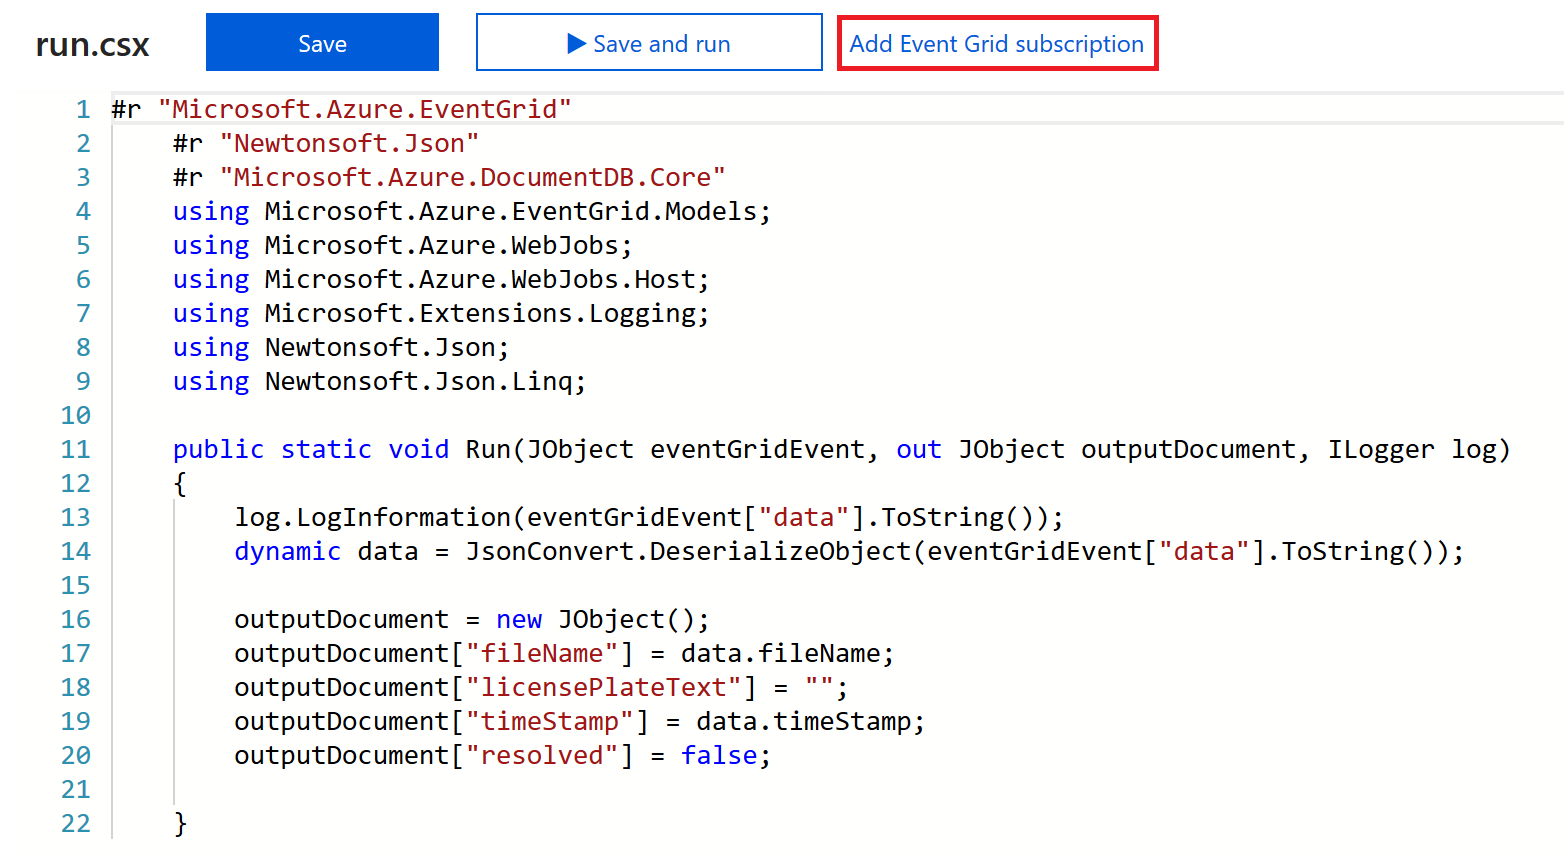 run.csx Save Save and run Add Event Grid subscription
1 #r "Microsoft.Azure.EventGrid"
2 #r "Newtonsoft.Json"
3 #r "Microsoft.Azure.DocumentDB.Core"
4 using Microsoft.Azure.EventGrid.Models;
5 using Microsoft.Azure.WebJobs;
6 using Microsoft.Azure.WebJobs.Host;
7 using Microsoft.Extensions.Logging;
8 using Newtonsoft.Json;
9 using Newtonsoft.Json.Linq;
10
11 public static void Run(JObject eventGridEvent, out JObject outputDocument, ILogger log)
12 {
13 log.LogInformation(eventGridEvent["data"].ToString());
14 dynamic data = JsonConvert.DeserializeObject(eventGridEvent["data"].ToString());
15
16 outputDocument = new JObject();
17 outputDocument["fileName"] = data.fileName;
18 outputDocument["licensePlateText"] = "";
19 outputDocument["timeStamp"] = data.timeStamp;
20 outputDocument["resolved"] = false;
21
22 }